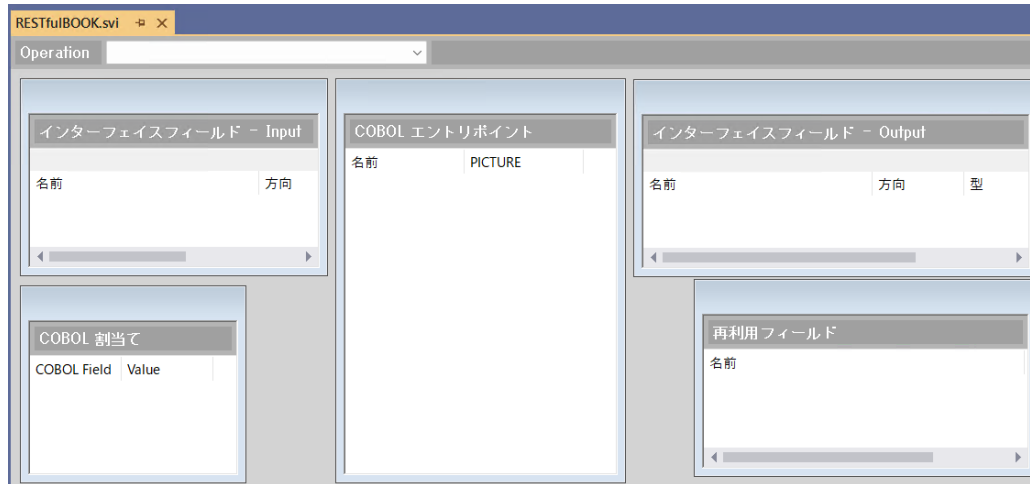 RESTfulBOOK.svi
Operation
インターフェイスフィールド － Input
名前 方向
COBOL エントリポイント
名前 PICTURE
インターフェイスフィールド － Output
名前 方向 型
COBOL 割当て
COBOL Field Value
再利用フィールド
名前